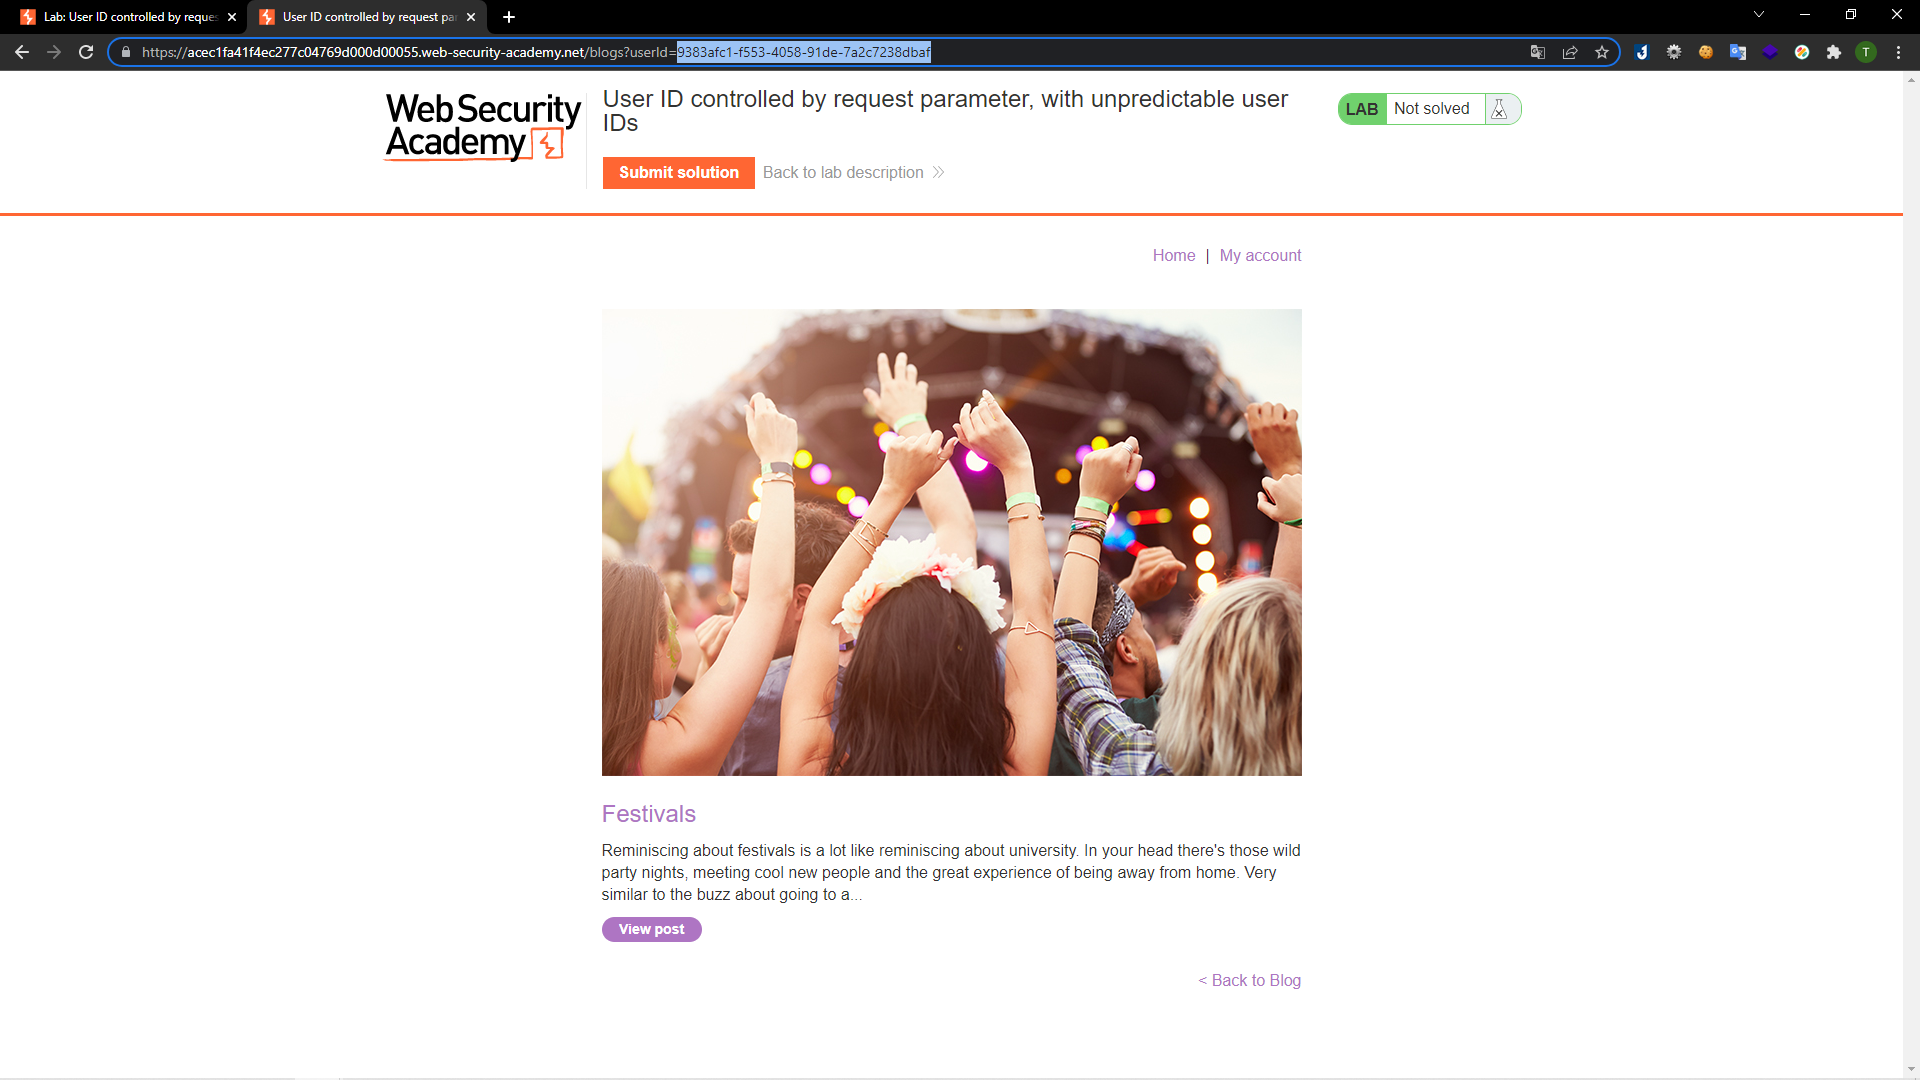 Lab: User ID controlled by reques
User ID controlled by request par
https://acec1fa41f4ec277c04769d000d00055.web-security-academy.net/blogs?userId=9383afc1-f553-4058-91de-7a2c7238dbaf
T
Web Security
Academy
User ID controlled by request parameter, with unpredictable user
IDs
LAB Not solved
Submit solution Back to lab description
Home | My account
Festivals
Reminiscing about festivals is a lot like reminiscing about university. In your head there's those wild
party nights, meeting cool new people and the great experience of being away from home. Very
similar to the buzz about going to a...
View post
< Back to Blog